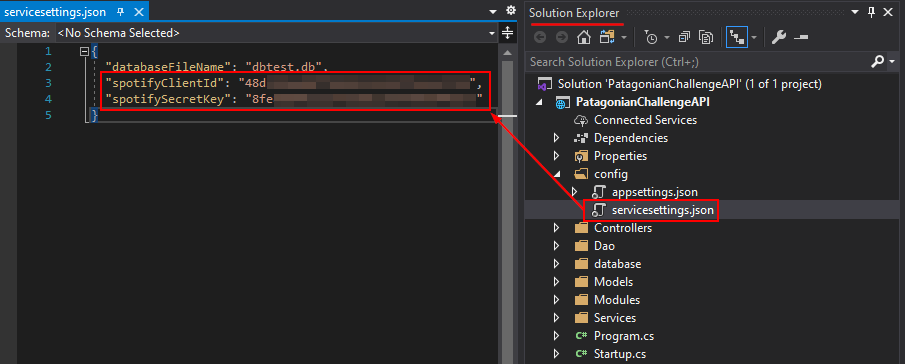 servicesettings.json
Schema: <No Schema Selected>
1 {
2 "databaseFileName": "dbtest.db",
3 "spotifyClientId": "48d ",
4 "spotifySecretKey": "8fe "
5 }
Solution Explorer
Search Solution Explorer (Ctrl+;)
Solution 'PatagonianChallengeAPI' (1 of 1 project)
PatagonianChallengeAPI
Connected Services
Dependencies
Properties
config
appsettings.json
servicesettings.json
Controllers
Dao
database
Models
Modules
Services
C# Program.cs
C# Startup.cs